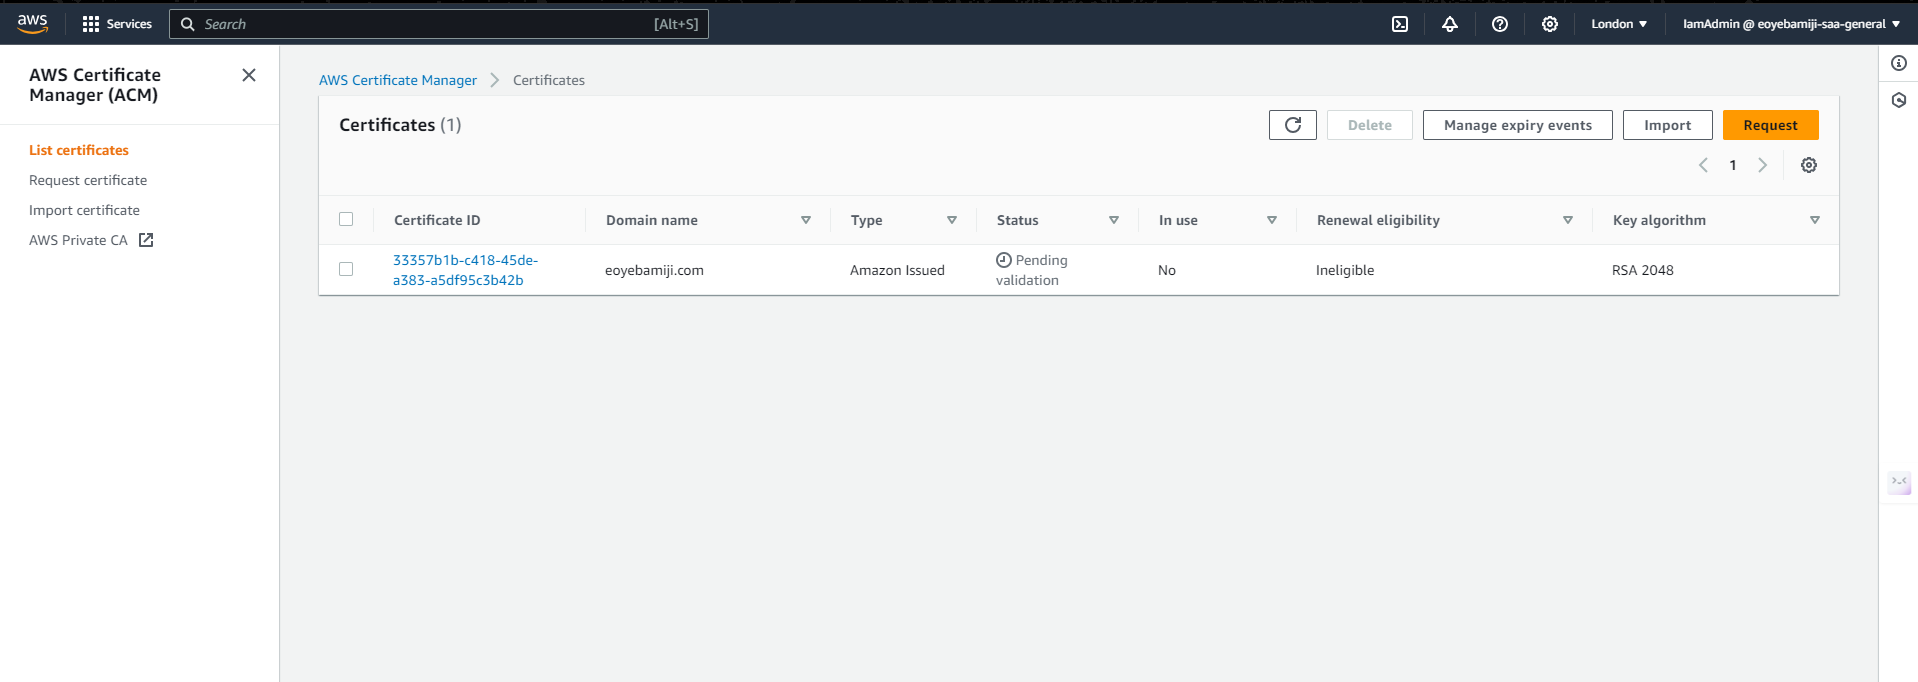 aws
Services
Search
[Alt+S]
London
IamAdmin @ eoyebamiji-saa-general
AWS Certificate
Manager (ACM)
List certificates
Request certificate
Import certificate
AWS Private CA
AWS Certificate Manager
Certificates
Certificates (1)
Delete
Manage expiry events
Import
Request
1
Certificate ID
Domain name
Type
Status
In use
Renewal eligibility
Key algorithm
33357b1b-c418-45de-
a383-a5df95c3b42b
eoyebamiji.com
Amazon Issued
Pending
validation
No
Ineligible
RSA 2048